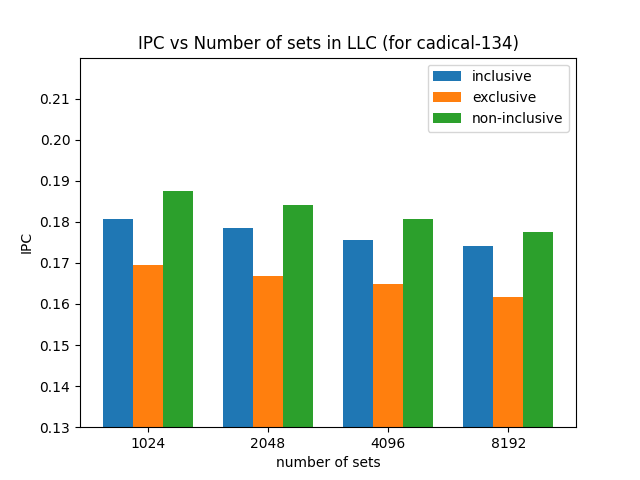 IPC vs Number of sets in LLC (for cadical-134)
inclusive
exclusive
non-inclusive
0.21
0.20
0.19
0.18
0.17
0.16
0.15
0.14
0.13
IPC
1024 2048 4096 8192
number of sets